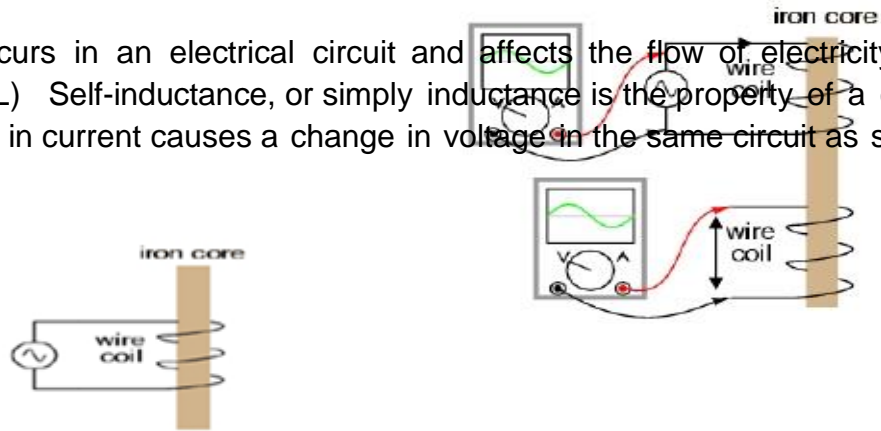 iron core
curs in an electrical circuit and affects the flow of electricity
wire
coil
L) Self-inductance, or simply inductance is the property of a
in current causes a change in voltage in the same circuit as s
V A
wire
coil
V A
iron core
wire
coil